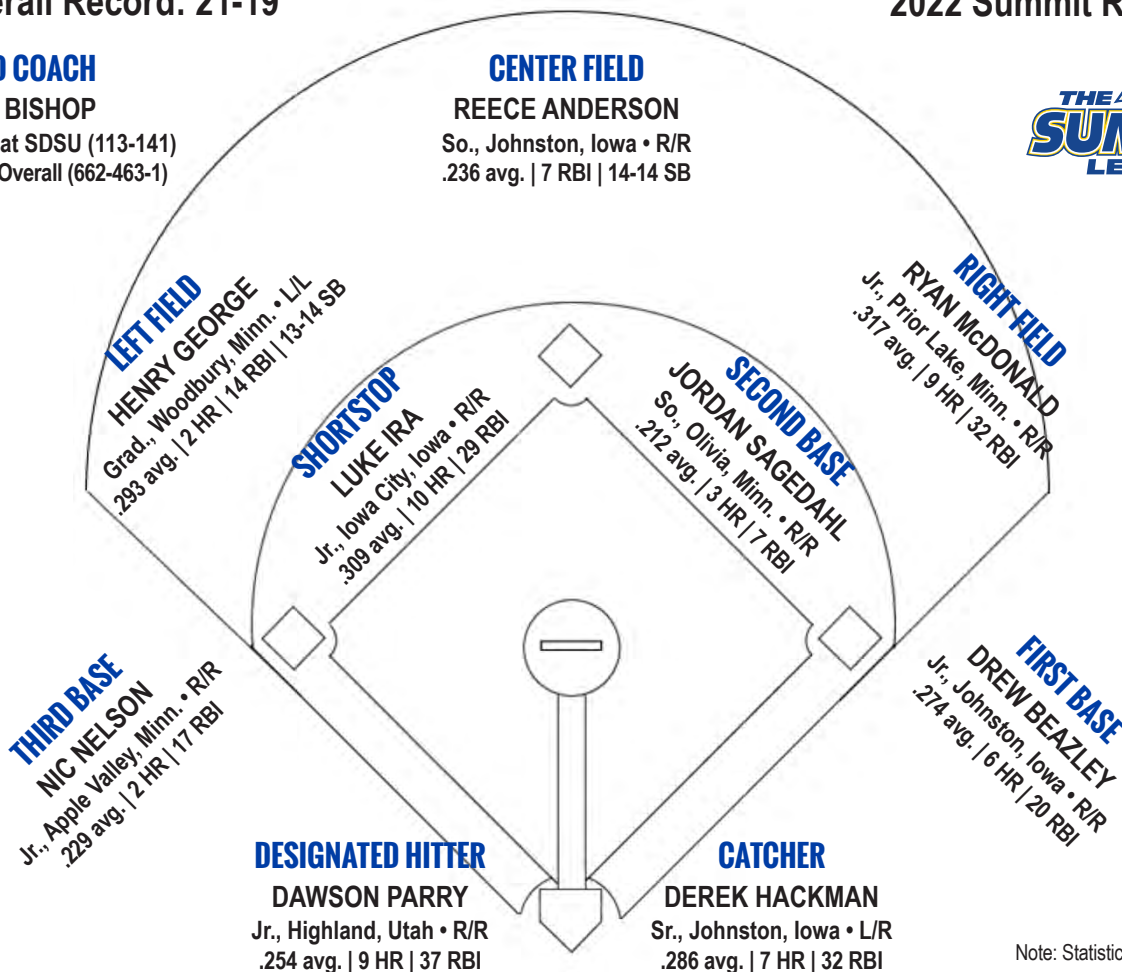 erall Record: 21-19
2022 Summit R
D COACH
BISHOP
at SDSU (113-141)
Overall (662-463-1)
CENTER FIELD
REECE ANDERSON
So., Johnston, Iowa • R/R
.236 avg. | 7 RBI | 14-14 SB
THE
SUM
LE
LEFT FIELD
HENRY GEORGE
Grad., Woodbury, Minn. • L/L
.293 avg. | 2 HR | 14 RBI | 13-14 SB
SHORTSTOP
LUKE IRA
Jr., Iowa City, Iowa • R/R
.309 avg. | 10 HR | 29 RBI
SECOND BASE
JORDAN SAGEDAHL
So., Olivia, Minn. • R/R
.212 avg. | 3 HR | 7 RBI
RIGHT FIELD
RYAN McDONALD
Jr., Prior Lake, Minn. • R/R
.317 avg. | 9 HR | 32 RBI
THIRD BASE
NIC NELSON
Jr., Apple Valley, Minn. • R/R
.229 avg. | 2 HR | 17 RBI
FIRST BASE
DREW BEAZLEY
Jr., Johnston, Iowa • R/R
.274 avg. | 6 HR | 20 RBI
DESIGNATED HITTER
DAWSON PARRY
Jr., Highland, Utah • R/R
.254 avg. | 9 HR | 37 RBI
CATCHER
DEREK HACKMAN
Sr., Johnston, Iowa • L/R
.286 avg. | 7 HR | 32 RBI
Note: Statistic